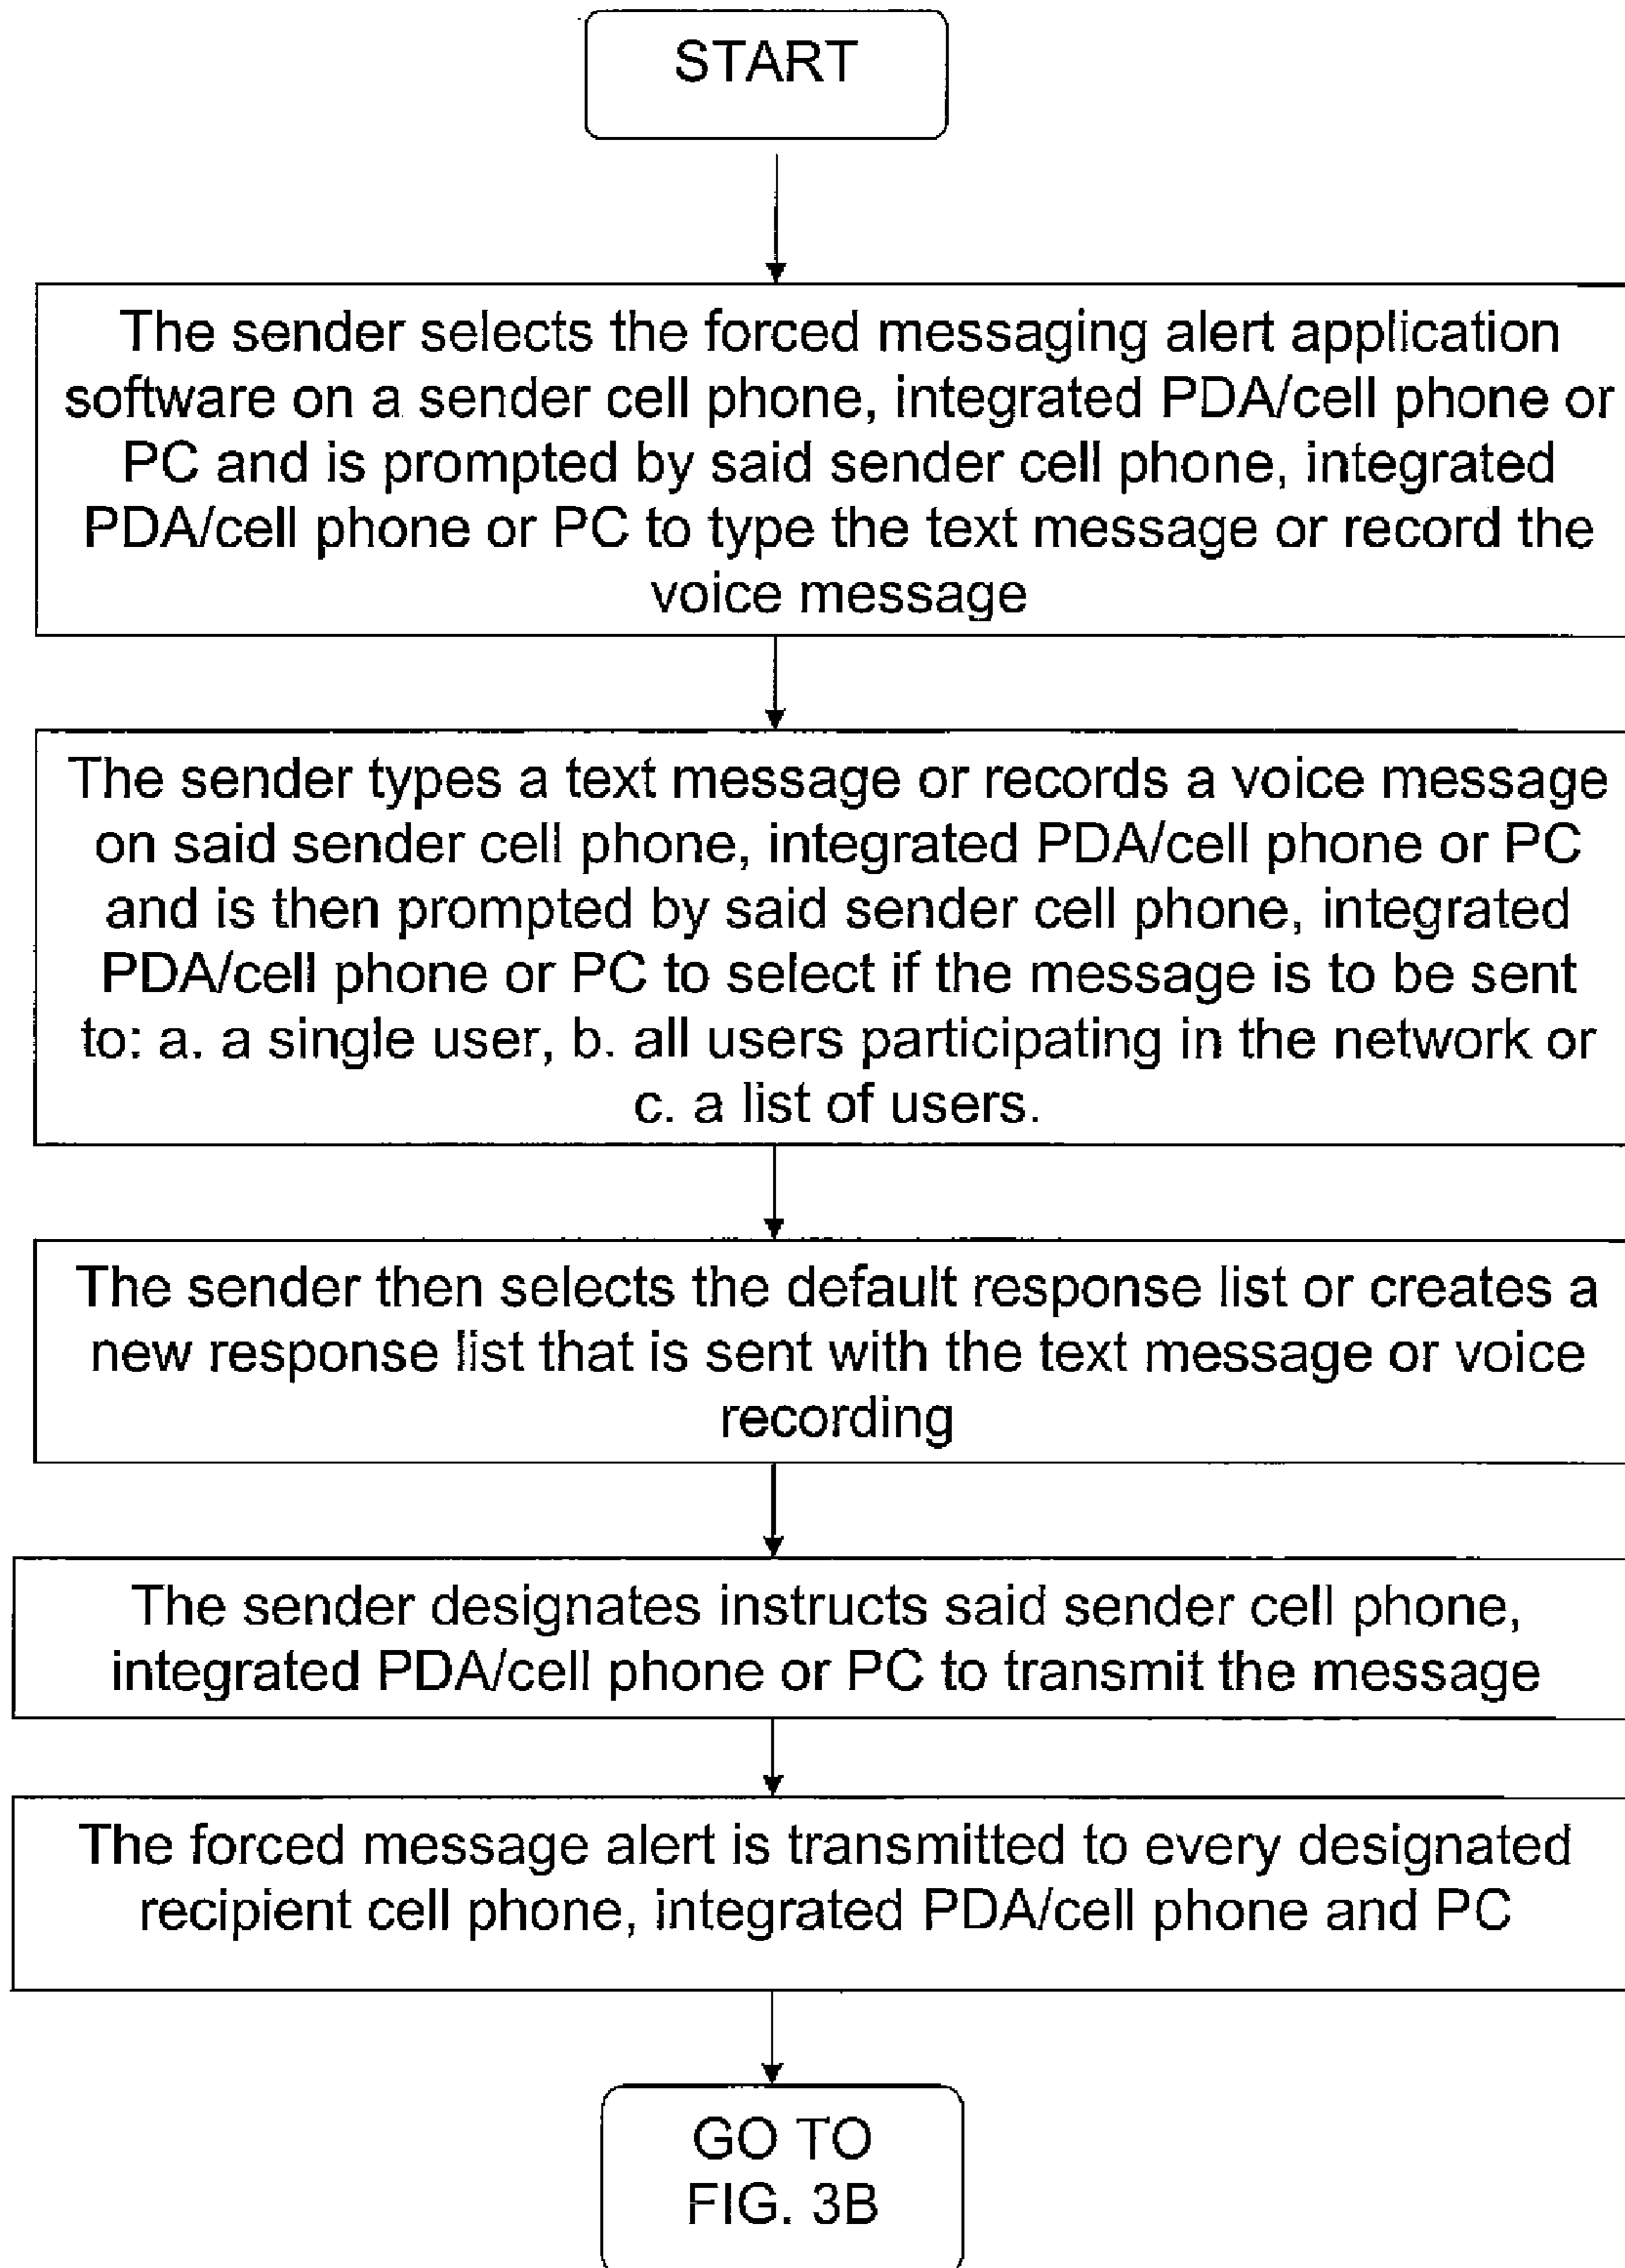 START
The sender selects the forced messaging alert application
software on a sender cell phone, integrated PDA/cell phone or
PC and is prompted by said sender cell phone, integrated
PDA/cell phone or PC to type the text message or record the
voice message
The sender types a text message or records a voice message
on said sender cell phone, integrated PDA/cell phone or PC
and is then prompted by said sender cell phone, integrated
PDA/cell phone or PC to select if the message is to be sent
to: a. a single user, b. all users participating in the network or
c. a list of users.
The sender then selects the default response list or creates a
new response list that is sent with the text message or voice
recording
The sender designates instructs said sender cell phone,
integrated PDA/cell phone or PC to transmit the message
The forced message alert is transmitted to every designated
recipient cell phone, integrated PDA/cell phone and PC
GO TO
FIG. 3B